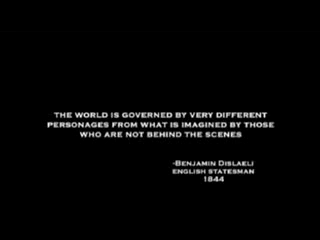 THE WORLD IS GOVERNED BY VERY DIFFERENT
PERSONAGES FROM WHAT IS IMAGINED BY THOSE
WHO ARE NOT BEHIND THE SCENES
-BENJAMIN DISLAELI
ENGLISH STATESMAN
1844